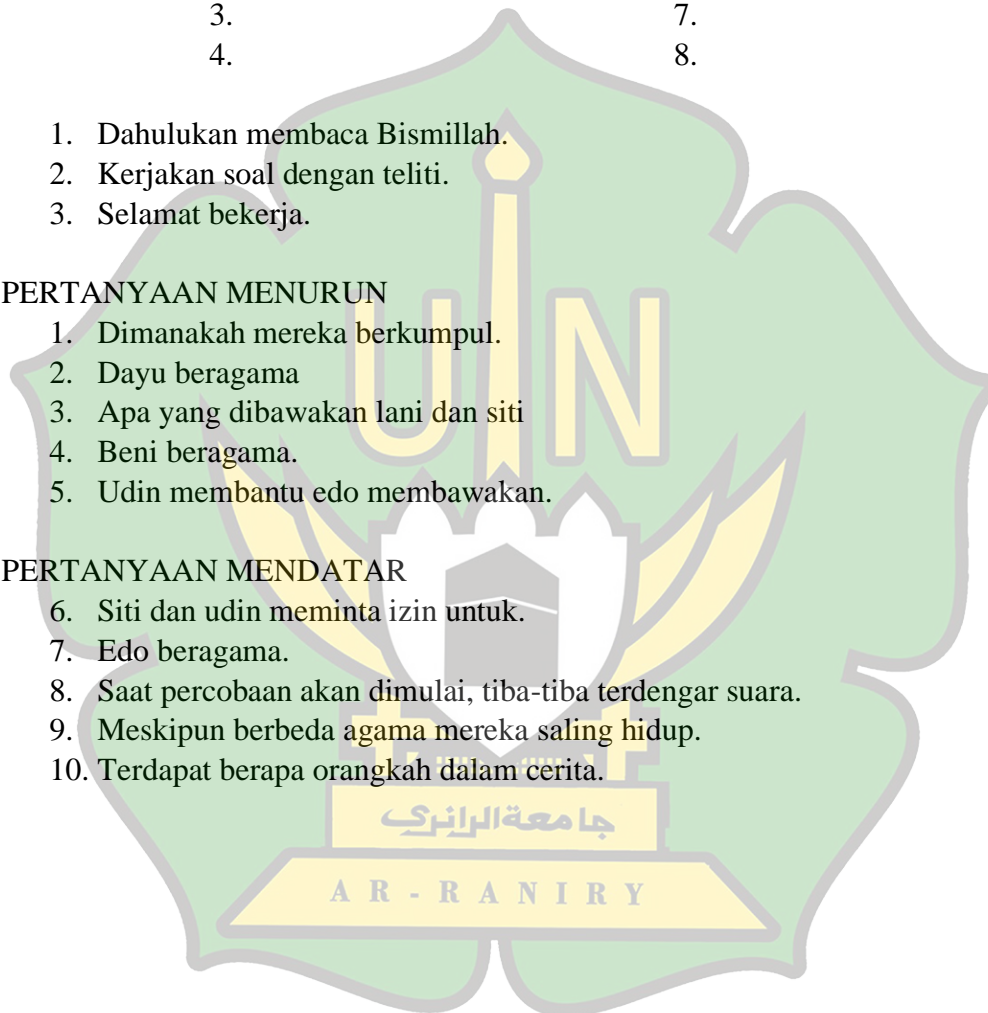 3. 7.
4. 8.
1. Dahulukan membaca Bismillah.
2. Kerjakan soal dengan teliti.
3. Selamat bekerja.
PERTANYAAN MENURUN
1. Dimanakah mereka berkumpul.
2. Dayu beragama
3. Apa yang dibawakan lani dan siti
4. Beni beragama.
5. Udin membantu edo membawakan.
PERTANYAAN MENDATAR
6. Siti dan udin meminta izin untuk.
7. Edo beragama.
8. Saat percobaan akan dimulai, tiba-tiba terdengar suara.
9. Meskipun berbeda agama mereka saling hidup.
10. Terdapat berapa orangkah dalam cerita.
UIN
جامعة الرانري
AR-RANIRY